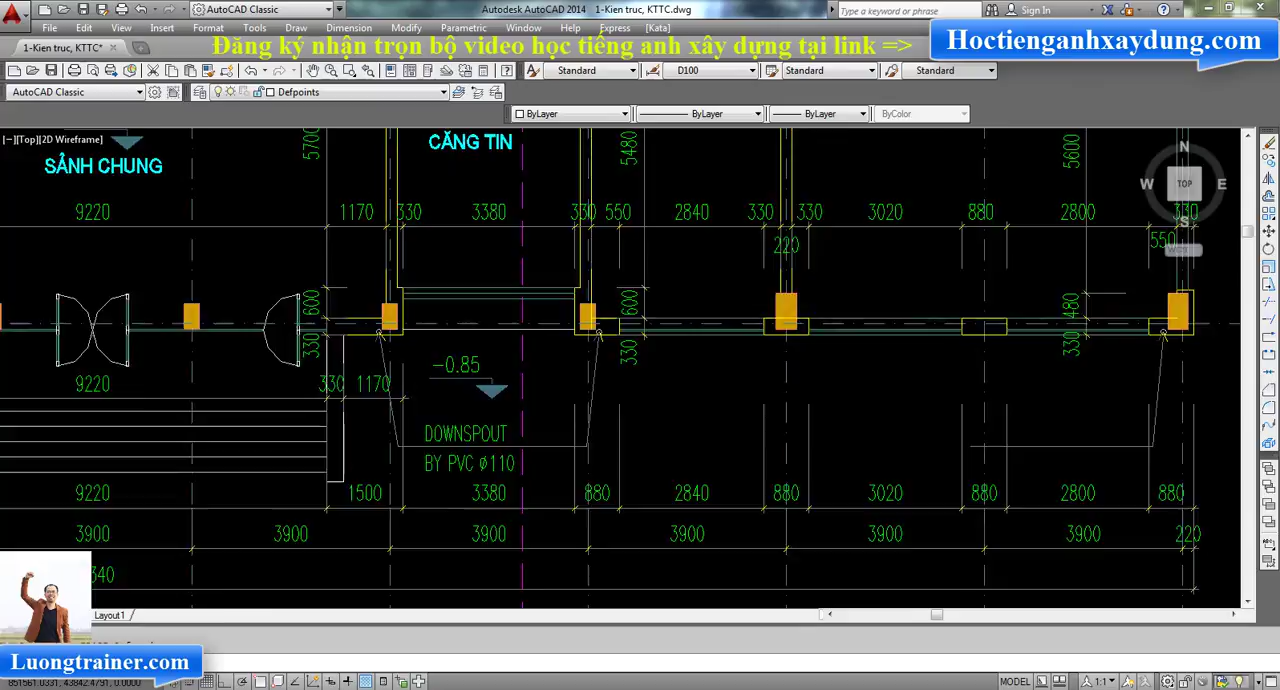 AutoCAD Classic
Autodesk AutoCAD 2014 1-Kien truc, KTTC.dwg
Type a keyword or phrase
Sign In
File Edit View Insert Format Tools Draw Dimension Modify Parametric Window Help Express [Kata]
1-Kien truc, KTTC*
Đăng ký nhận trọn bộ video học tiếng anh xây dựng tại link =>
Hoctienganhxaydung.com
Standard D100 Standard Standard
AutoCAD Classic Defpoints
ByLayer ByLayer ByLayer ByColor
[−][Top][2D Wireframe]
CĂNG TIN
SẢNH CHUNG
5700 5480 5600
N
W TOP E
S
9220 1170 330 3380 330 550 2840 330 330 3020 880 2800 330
220 550
600 600 480
330 330 330
−0.85
9220 330 1170
DOWNSPOUT
BY PVC ø110
9220 1500 3380 880 2840 880 3020 880 2800 880
3900 3900 3900 3900 3900 3900 220
340
Layout1
Luongtrainer.com
MODEL 1:1